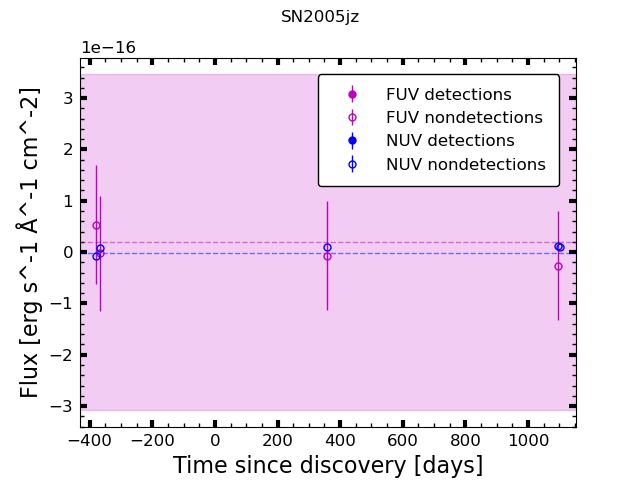 SN2005jz
1e−16
FUV detections
FUV nondetections
NUV detections
NUV nondetections
3
2
1
0
−1
−2
−3
Flux [erg s^-1 Å^-1 cm^-2]
−400 −200 0 200 400 600 800 1000
Time since discovery [days]